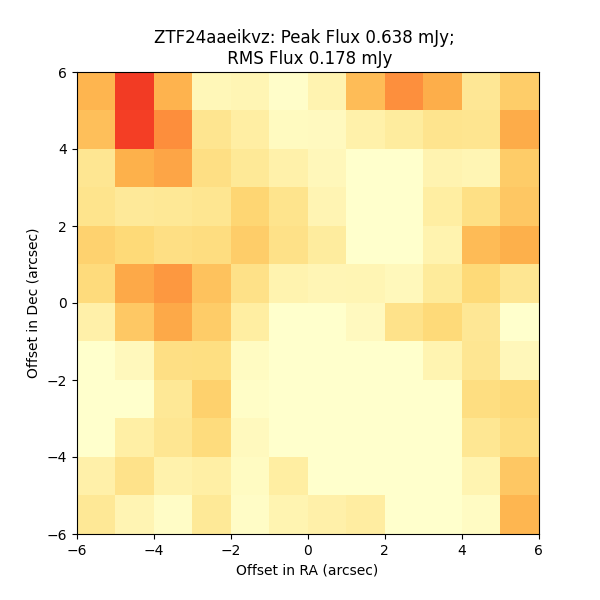 ZTF24aaeikvz: Peak Flux 0.638 mJy;
RMS Flux 0.178 mJy
6
4
2
0
−2
−4
−6
Offset in Dec (arcsec)
−6 −4 −2 0 2 4 6
Offset in RA (arcsec)